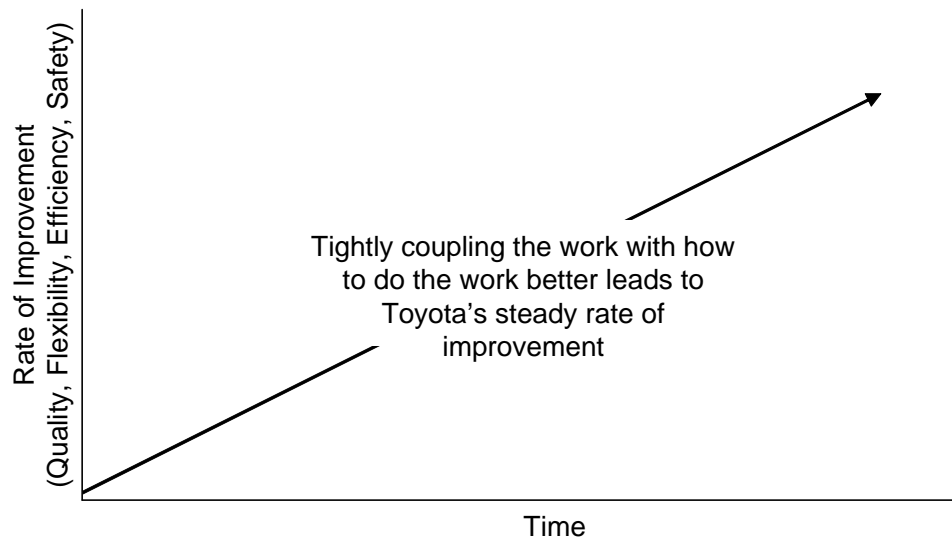 Rate of Improvement
(Quality, Flexibility, Efficiency, Safety)
Tightly coupling the work with how
to do the work better leads to
Toyota’s steady rate of
improvement
Time